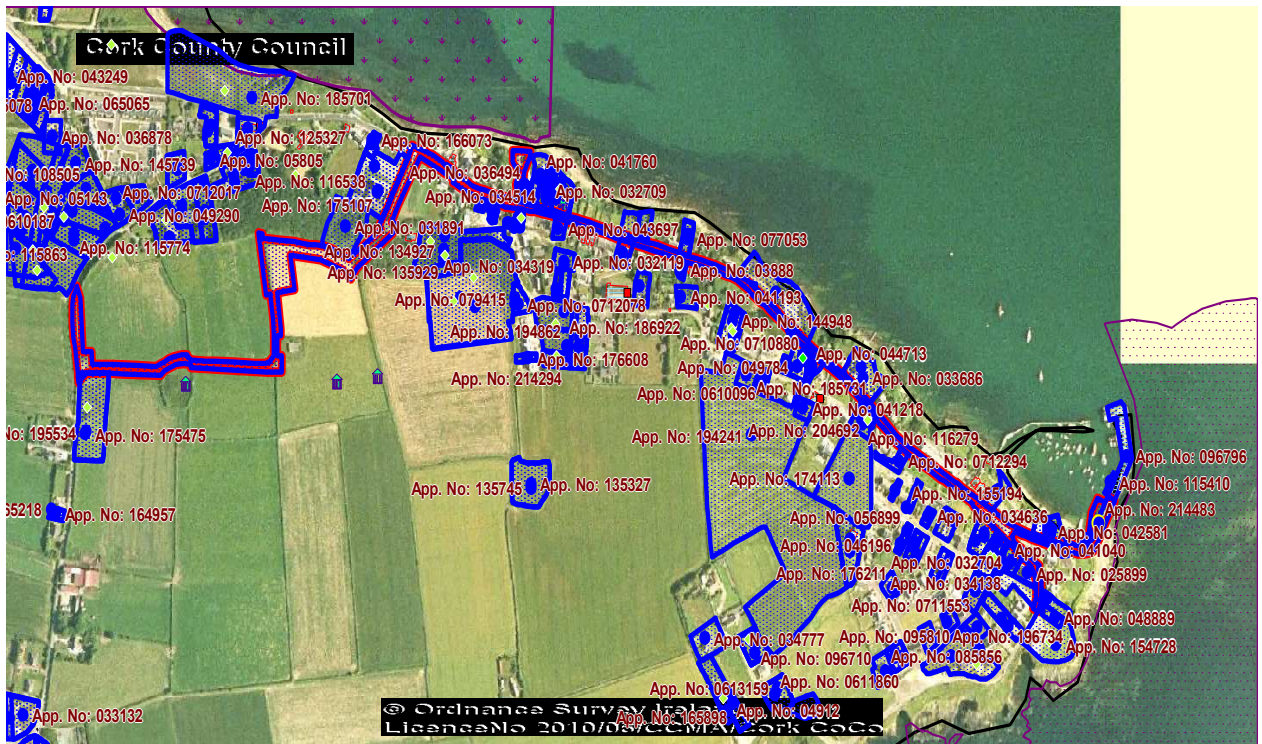 Cork County Council
App. No: 043249
5078
App. No: 065065
App. No: 185701
App. No: 036878
App. No: 125327
App. No: 166073
App. No: 145739
App. No: 05805
App. No: 041760
No: 108505
App. No: 116538
App. No: 036494
App. No: 05143
App. No: 0712017
App. No: 034514
App. No: 032709
0610187
App. No: 049290
App. No: 175107
App. No: 115774
App. No: 031891
App. No: 043697
App. No: 077053
: 115863
App. No: 134927
App. No: 135929
App. No: 034319
App. No: 032119
App. No: 03888
App. No: 079415
App. No: 0712078
App. No: 041193
App. No: 194862
App. No: 186922
App. No: 144948
App. No: 0710880
App. No: 176608
App. No: 044713
App. No: 214294
App. No: 049784
App. No: 033686
App. No: 0610096
App. No: 185731
App. No: 041218
No: 195534
App. No: 175475
App. No: 194241
App. No: 204692
App. No: 116279
App. No: 096796
App. No: 0712294
App. No: 135745
App. No: 135327
App. No: 174113
App. No: 155194
App. No: 115410
65218
App. No: 164957
App. No: 056899
App. No: 034636
App. No: 214483
App. No: 042581
App. No: 046196
App. No: 041040
App. No: 032704
App. No: 176211
App. No: 034138
App. No: 025899
App. No: 0711553
App. No: 048889
App. No: 034777
App. No: 095810
App. No: 196734
App. No: 154728
App. No: 096710
App. No: 085856
App. No: 0613159
App. No: 0611860
App. No: 033132
App. No: 165898
App. No: 04912
© Ordnance Survey
LicenceNo 2010/08/CCMA/Cork CoCo